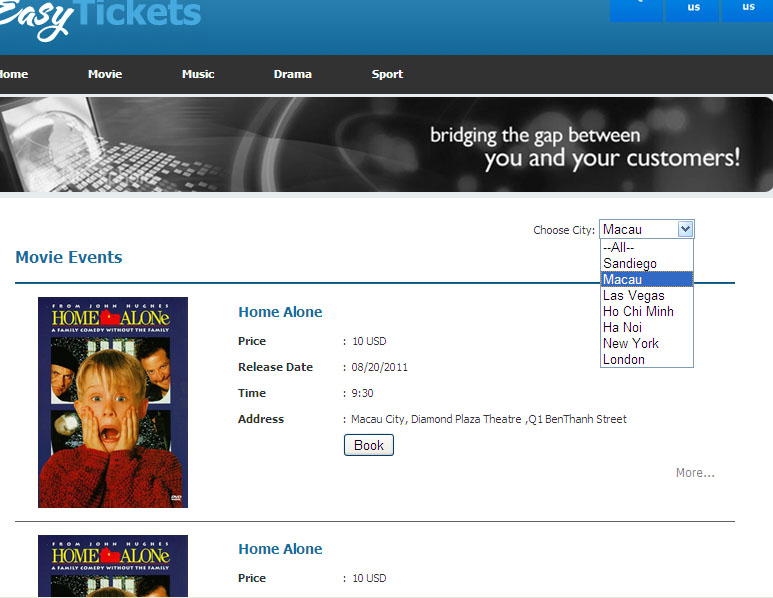 EasyTickets
us
us
Home
Movie
Music
Drama
Sport
bridging the gap between
you and your customers!
Choose City: Macau
--All--
Sandiego
Macau
Las Vegas
Ho Chi Minh
Ha Noi
New York
London
Movie Events
FROM JOHN HUGHES
HOME ALONe
A FAMILY COMEDY WITHOUT THE FAMILY
DVD
Home Alone
Price : 10 USD
Release Date : 08/20/2011
Time : 9:30
Address : Macau City, Diamond Plaza Theatre ,Q1 BenThanh Street
Book
More...
FROM JOHN HUGHES
HOME ALONe
A FAMILY COMEDY WITHOUT THE FAMILY
Home Alone
Price : 10 USD